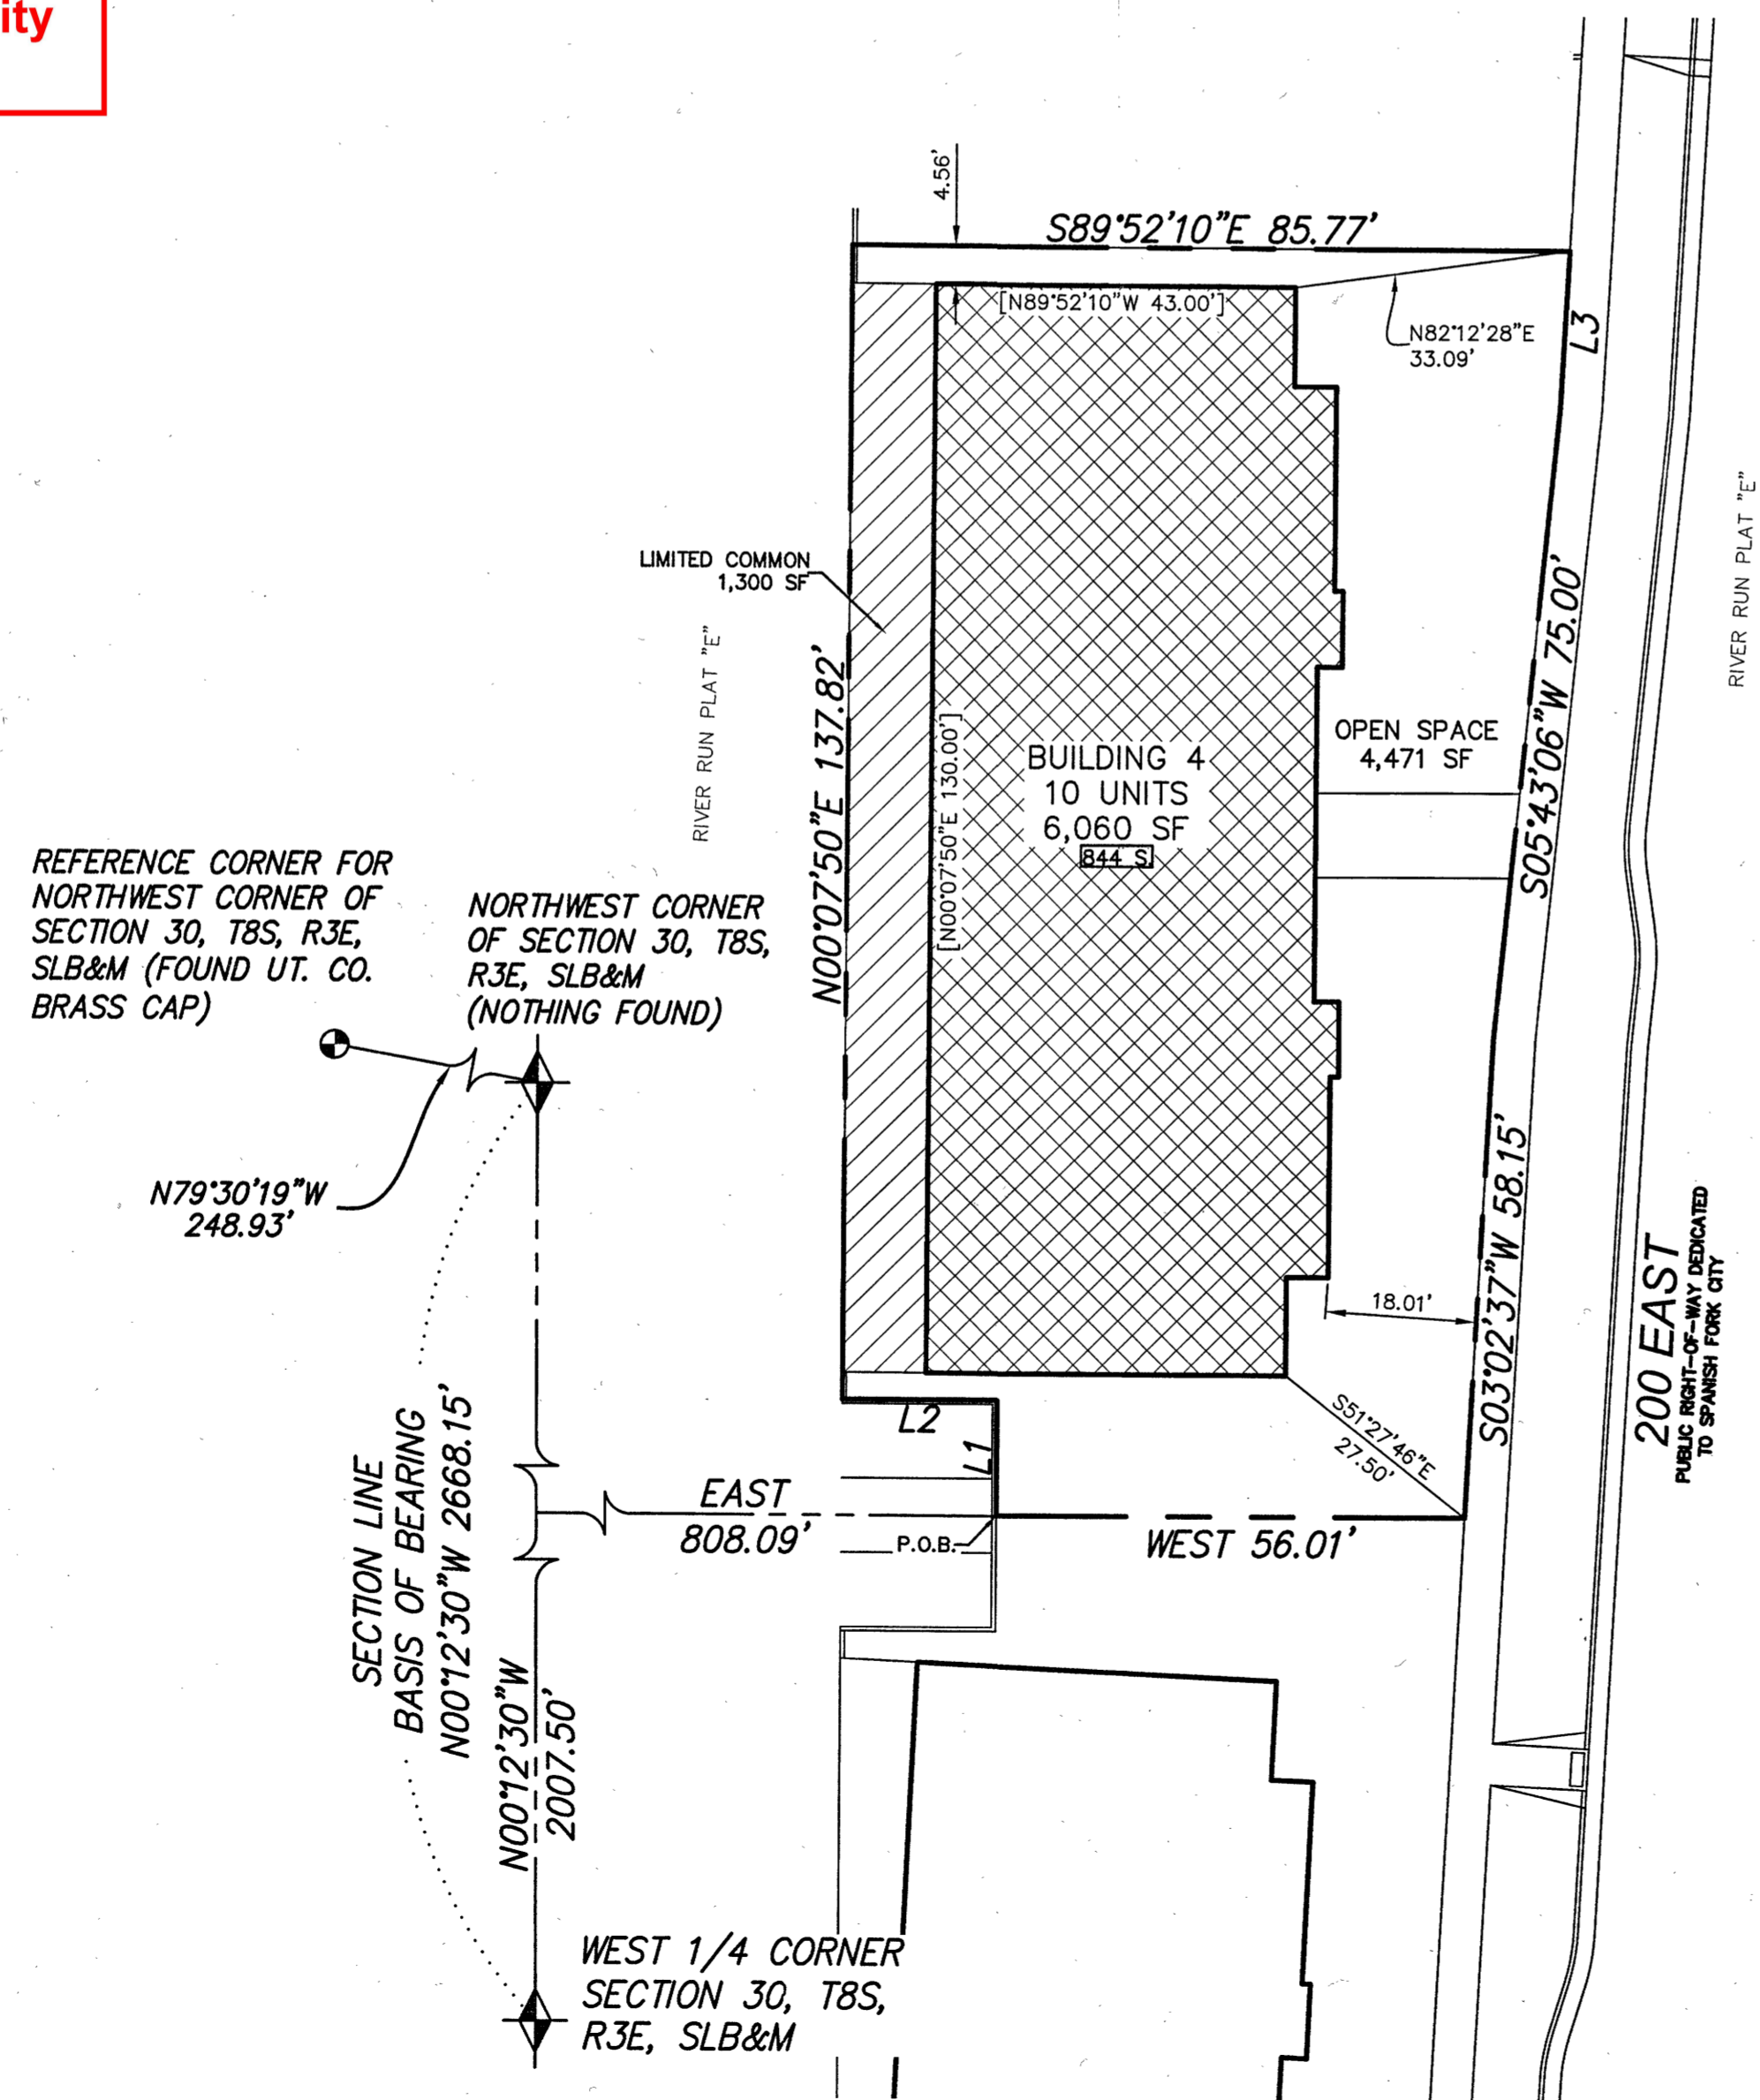 ity
4.56'
S89°52'10"E 85.77'
[N89°52'10"W 43.00']
N82°12'28"E
33.09'
L3
LIMITED COMMON
1,300 SF
RIVER RUN PLAT "E"
RIVER RUN PLAT "E"
N00°07'50"E 137.82'
[N00°07'50"E 130.00']
BUILDING 4
10 UNITS
6,060 SF
844 S.
OPEN SPACE
4,471 SF
S05°43'06"W 75.00'
REFERENCE CORNER FOR
NORTHWEST CORNER OF
SECTION 30, T8S, R3E,
SLB&M (FOUND UT. CO.
BRASS CAP)
NORTHWEST CORNER
OF SECTION 30, T8S,
R3E, SLB&M
(NOTHING FOUND)
N79°30'19"W
248.93'
S03°02'37"W 58.15'
18.01'
200 EAST
PUBLIC RIGHT-OF-WAY DEDICATED
TO SPANISH FORK CITY
L2
L1
S51°27'46"E
27.50'
EAST
808.09'
P.O.B.
WEST 56.01'
SECTION LINE
BASIS OF BEARING
N00°12'30"W 2668.15'
N00°12'30"W
2007.50'
WEST 1/4 CORNER
SECTION 30, T8S,
R3E, SLB&M